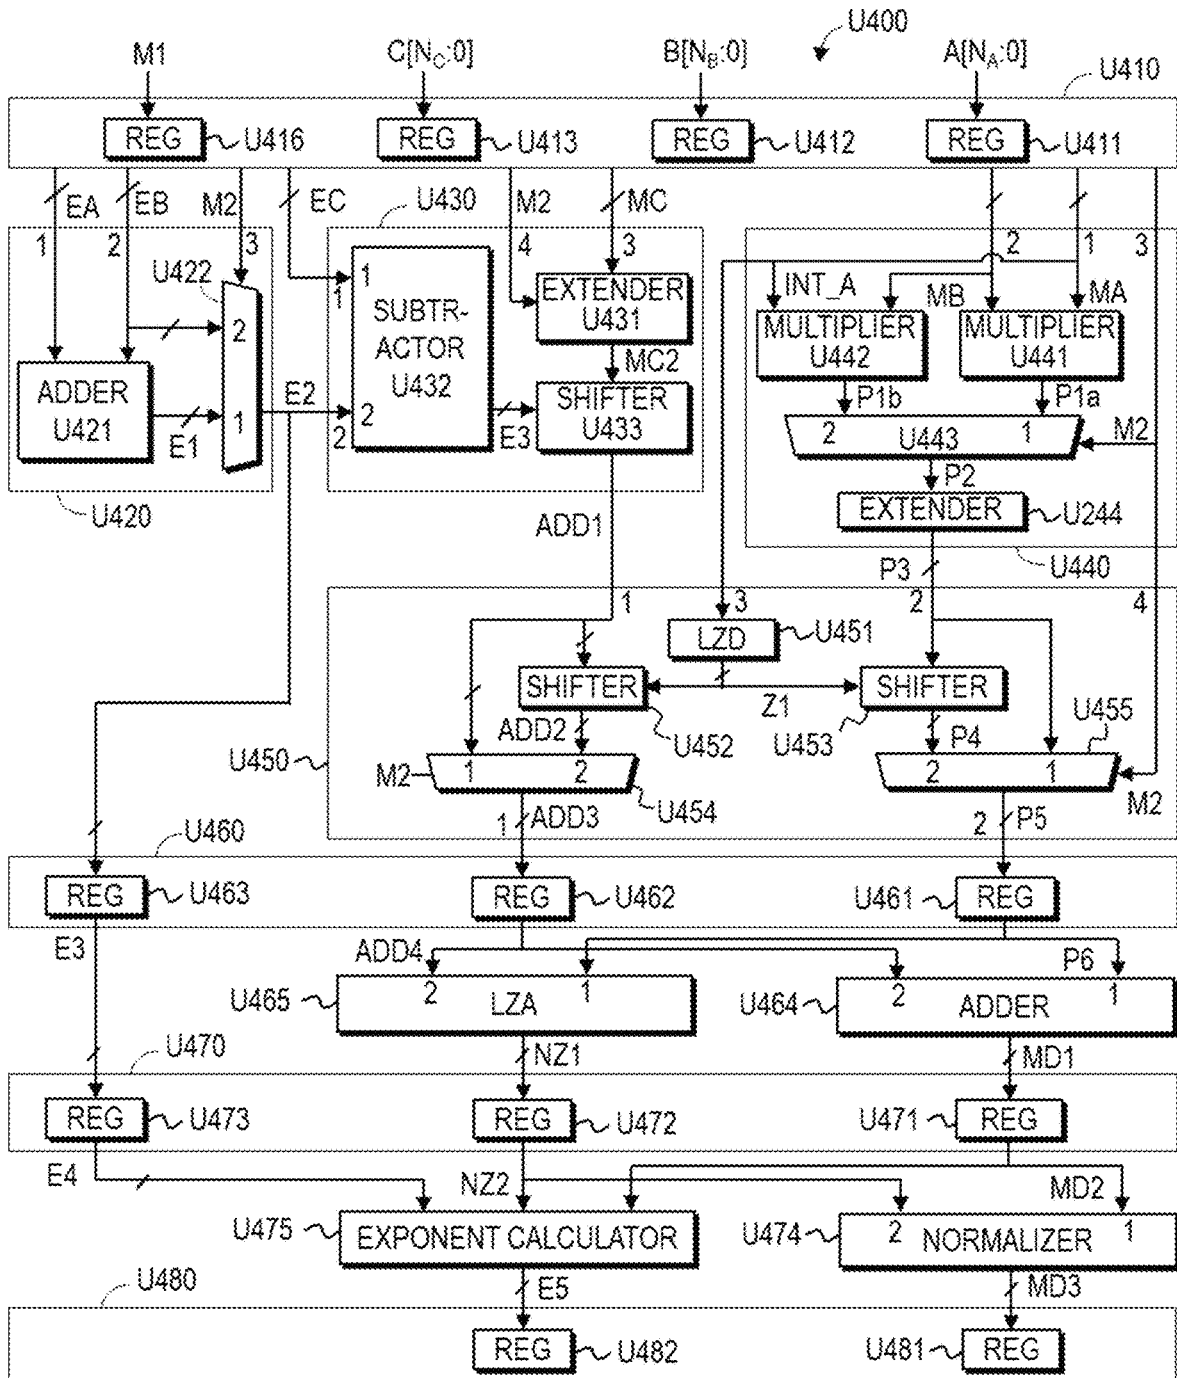 U400
M1 C[NC:0] B[NB:0] A[NA:0]
U410
REG U416 REG U413 REG U412 REG U411
EA EB M2 EC U430 M2 MC
1 2 3 4 3 2 1 3
U422
1
1
2
SUBTR-
ACTOR
U432
EXTENDER
U431
INT_A MB MA
MULTIPLIER
U442
MULTIPLIER
U441
MC2
ADDER
U421
E1 1 E2 2
2
E3
SHIFTER
U433
P1b P1a
2 U443 1 M2
P2
U420
EXTENDER U244
ADD1
P3 U440
1 3 2 4
LZD U451
SHIFTER Z1 SHIFTER
U455
ADD2 U452 U453 P4
U450
M2 1 2 2 1
U454 M2
1 ADD3 2 P5
U460
REG U463 REG U462 U461 REG
E3 ADD4 P6
U465 2 1 U464 2 1
LZA ADDER
U470 NZ1 MD1
REG U473 REG U472 U471 REG
E4 NZ2 MD2
U475 EXPONENT CALCULATOR U474 2 NORMALIZER 1
U480 E5 MD3
REG U482 U481 REG